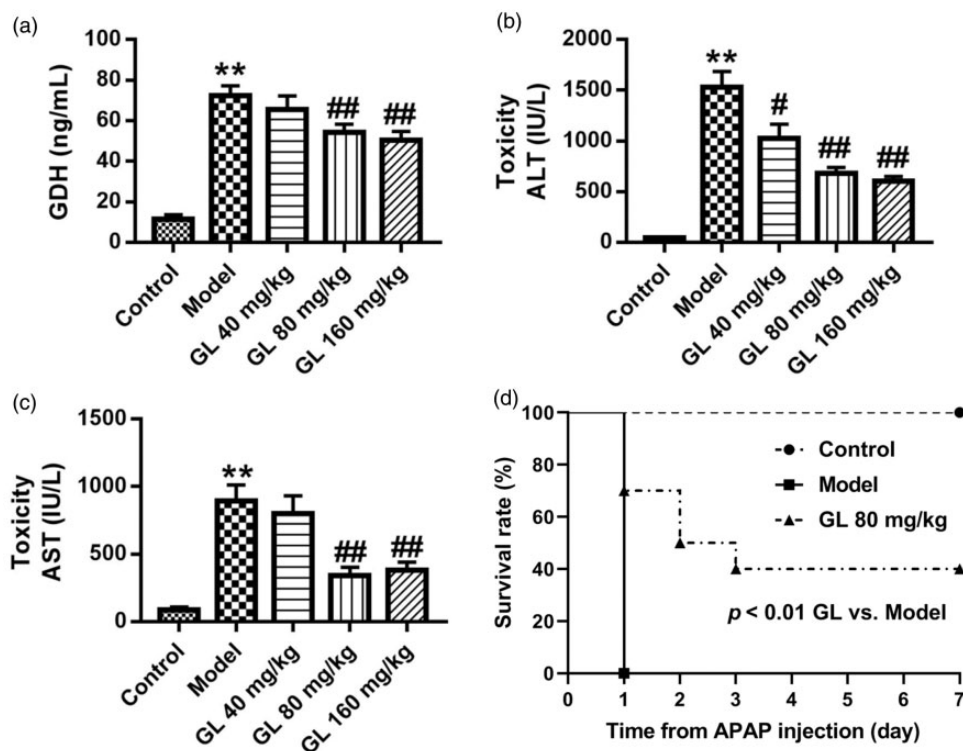 (a)
GDH (ng/mL)
100
80
60
40
20
0
**
##
##
Control
Model
GL 40 mg/kg
GL 80 mg/kg
GL 160 mg/kg
(b)
Toxicity
ALT (IU/L)
2000
1500
1000
500
0
**
#
##
##
Control
Model
GL 40 mg/kg
GL 80 mg/kg
GL 160 mg/kg
(c)
Toxicity
AST (IU/L)
1500
1000
500
0
**
##
##
Control
Model
GL 40 mg/kg
GL 80 mg/kg
GL 160 mg/kg
(d)
Survival rate (%)
100
80
60
40
20
0
Control
Model
GL 80 mg/kg
p < 0.01 GL vs. Model
0 1 2 3 4 5 6 7
Time from APAP injection (day)